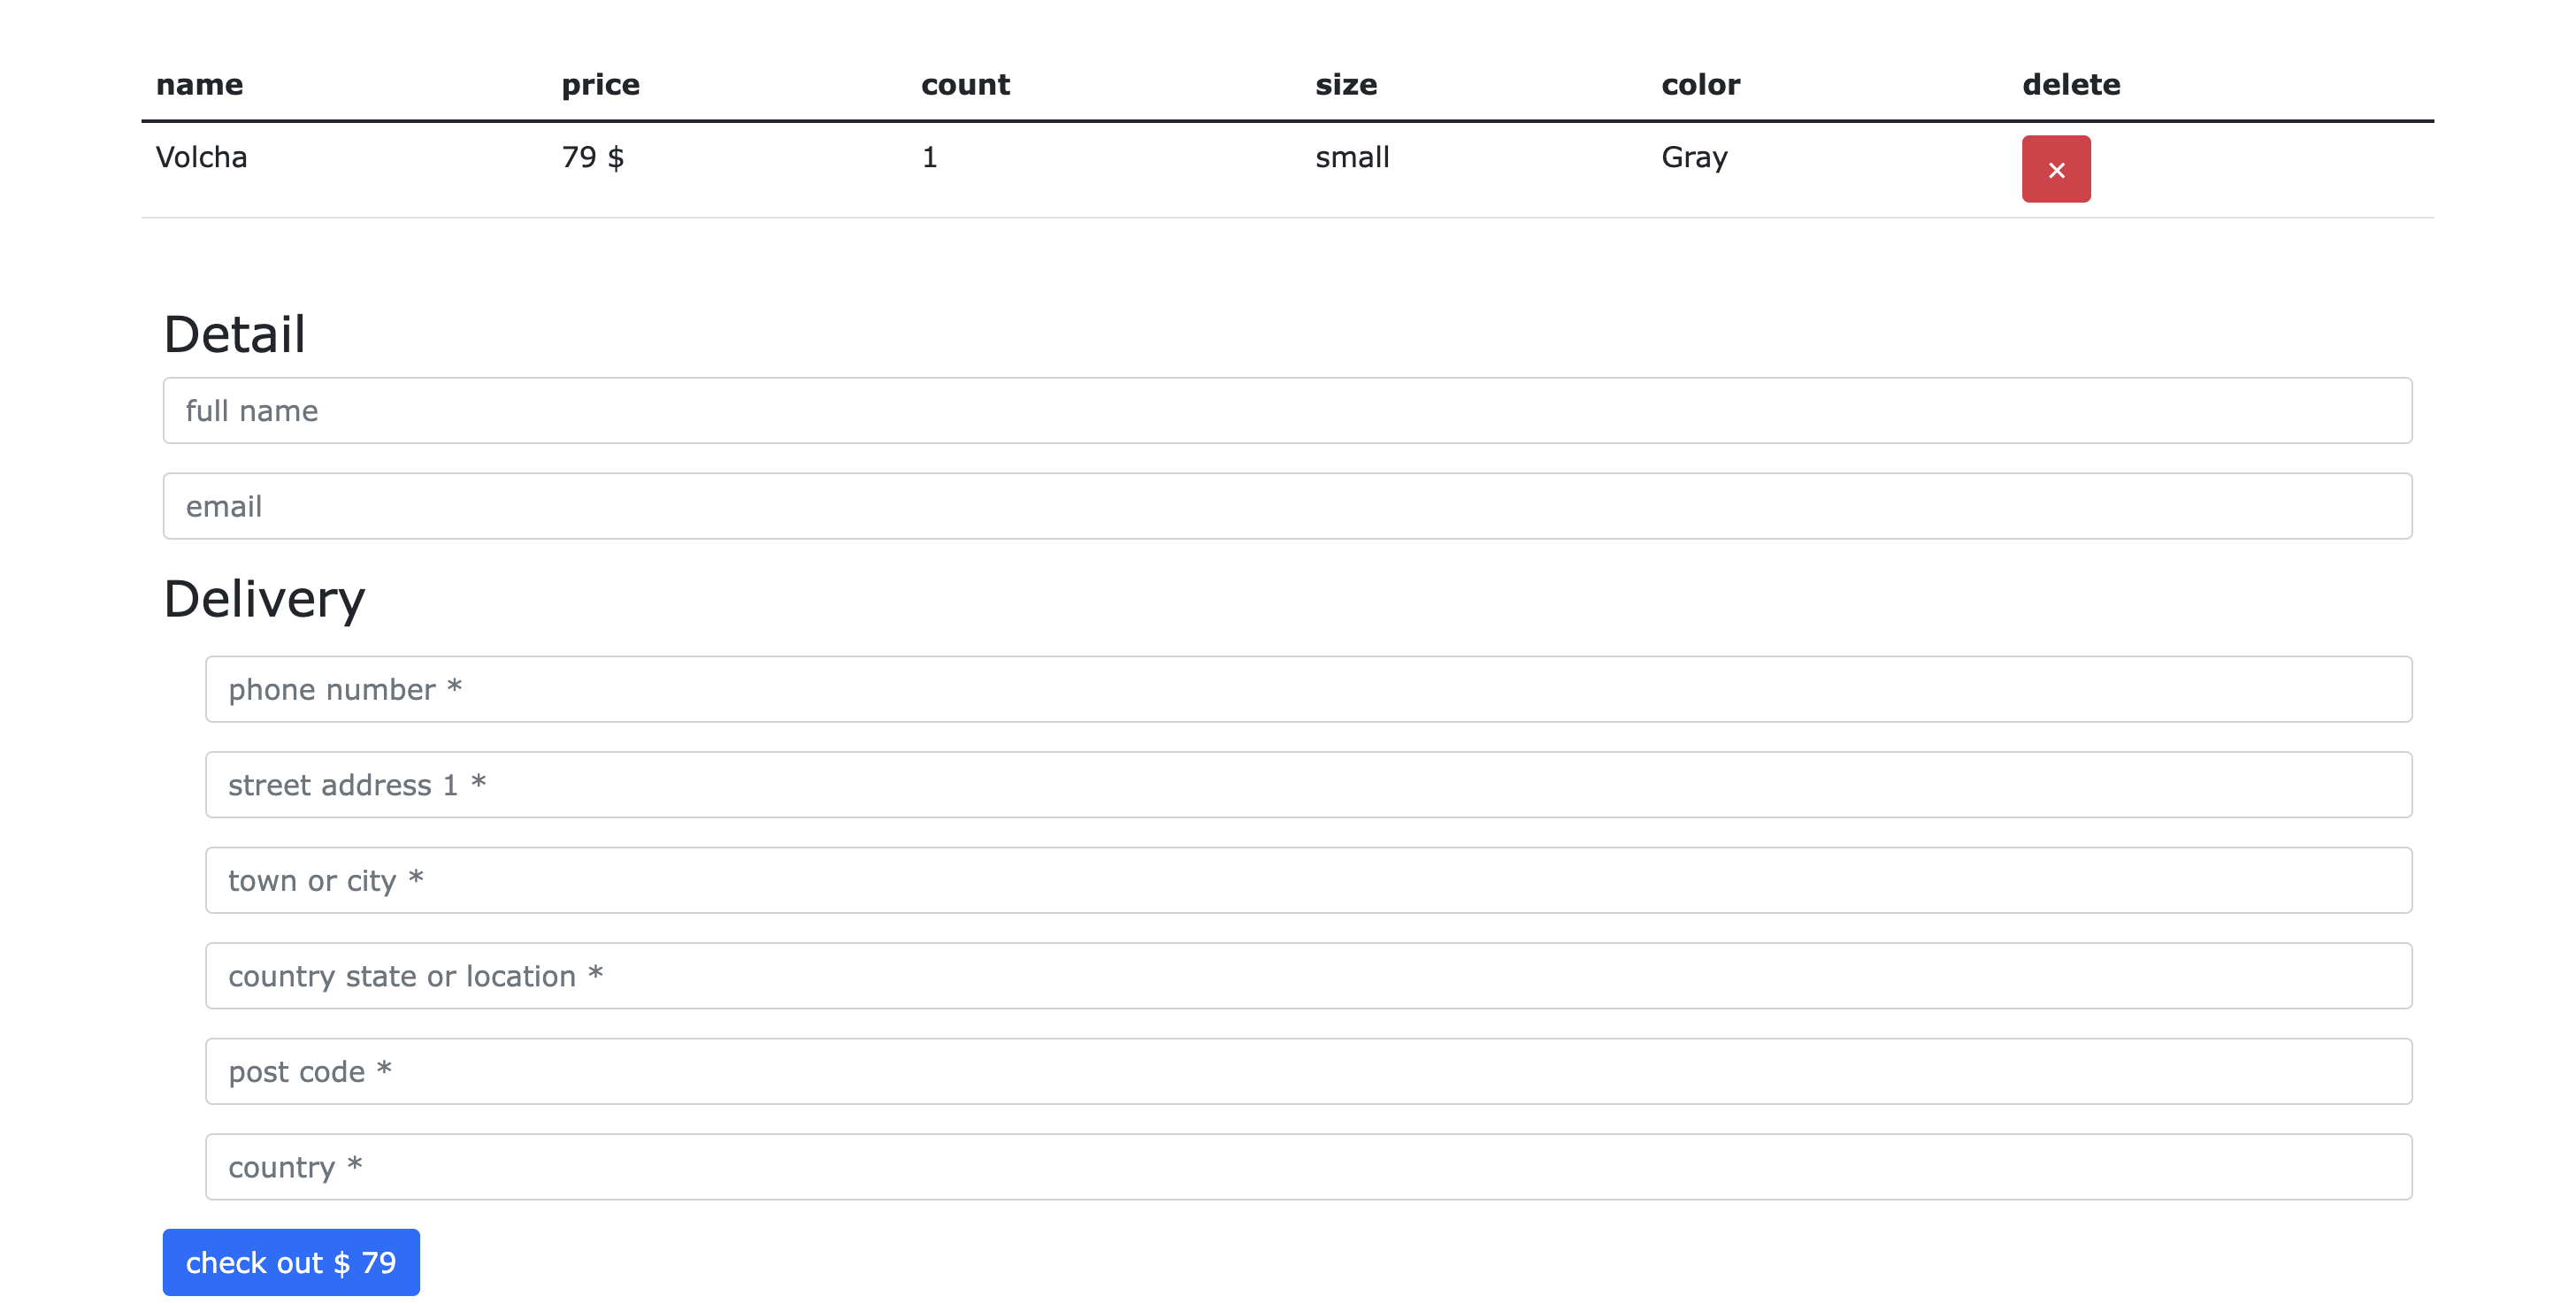 name price count size color delete
Volcha 79 $ 1 small Gray ×
Detail
full name
email
Delivery
phone number *
street address 1 *
town or city *
country state or location *
post code *
country *
check out $ 79